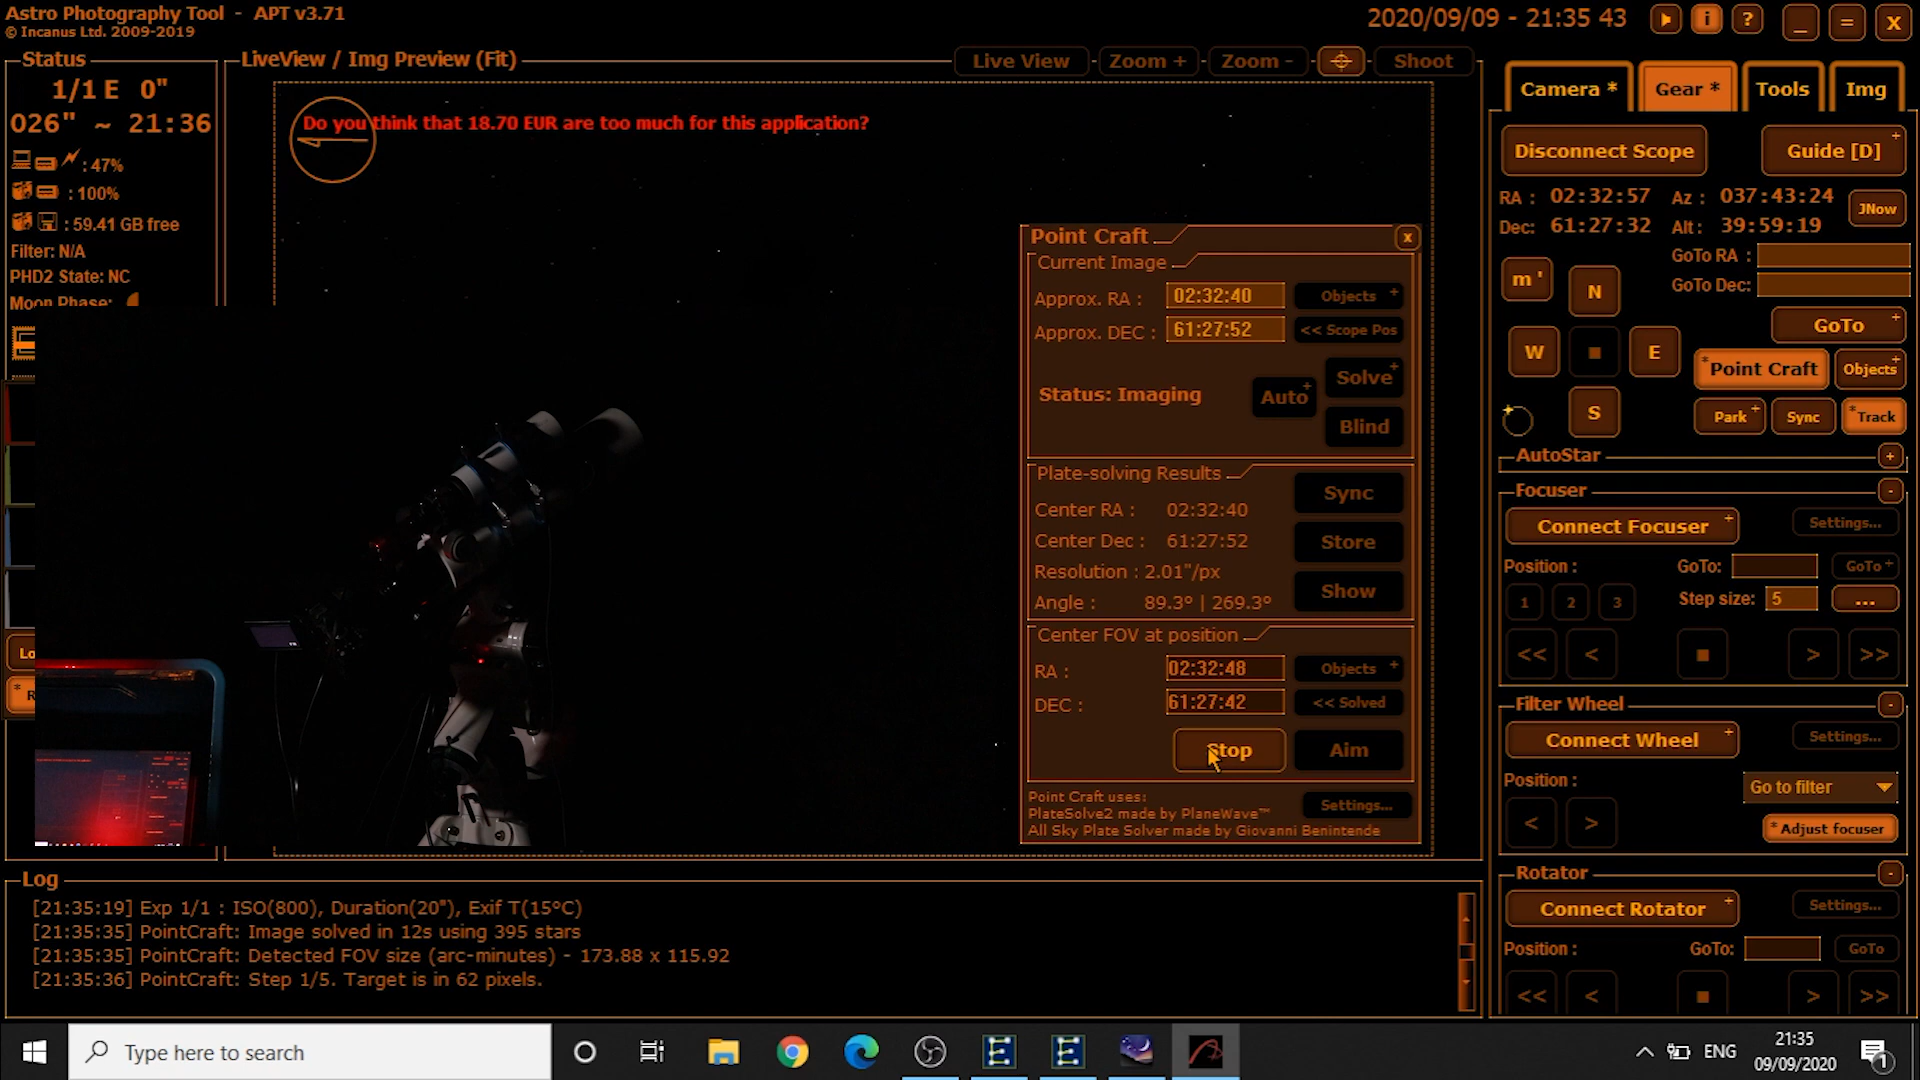 Astro Photography Tool - APT v3.71
© Incanus Ltd. 2009-2019
2020/09/09 - 21:35 43
i
?
_
=
X
Status
1/1 E 0"
026" ~ 21:36
: 47%
: 100%
: 59.41 GB free
Filter: N/A
PHD2 State: NC
Moon Phase:
Lo
* R
LiveView / Img Preview (Fit)
Live View
Zoom +
Zoom -
Shoot
Do you think that 18.70 EUR are too much for this application?
Point Craft
x
Current Image
Approx. RA : 02:32:40 Objects +
Approx. DEC : 61:27:52 << Scope Pos
Status: Imaging
Auto +
Solve +
Blind
Plate-solving Results
Center RA : 02:32:40
Center Dec : 61:27:52
Resolution : 2.01"/px
Angle : 89.3° | 269.3°
Sync
Store
Show
Center FOV at position
RA : 02:32:48 Objects +
DEC : 61:27:42 << Solved
Stop
Aim
Point Craft uses:
PlateSolve2 made by PlaneWave™
All Sky Plate Solver made by Giovanni Benintende
Settings...
Camera *
Gear *
Tools
Img
Disconnect Scope
Guide [D] +
RA : 02:32:57 Az : 037:43:24
Dec: 61:27:32 Alt : 39:59:19
JNow
GoTo RA :
GoTo Dec:
m '
N
W
E
S
GoTo +
*Point Craft
Objects +
Park +
Sync
*Track
AutoStar +
Focuser -
Connect Focuser +
Settings...
Position :
GoTo:
GoTo +
1 2 3
Step size: 5
...
<< < > >>
Filter Wheel -
Connect Wheel +
Settings...
Position :
Go to filter
< >
* Adjust focuser
Rotator -
Connect Rotator +
Settings...
Position :
GoTo:
GoTo
<< < > >>
Log
[21:35:19] Exp 1/1 : ISO(800), Duration(20"), Exif T(15°C)
[21:35:35] PointCraft: Image solved in 12s using 395 stars
[21:35:35] PointCraft: Detected FOV size (arc-minutes) - 173.88 x 115.92
[21:35:36] PointCraft: Step 1/5. Target is in 62 pixels.
Type here to search
ENG
21:35
09/09/2020
1